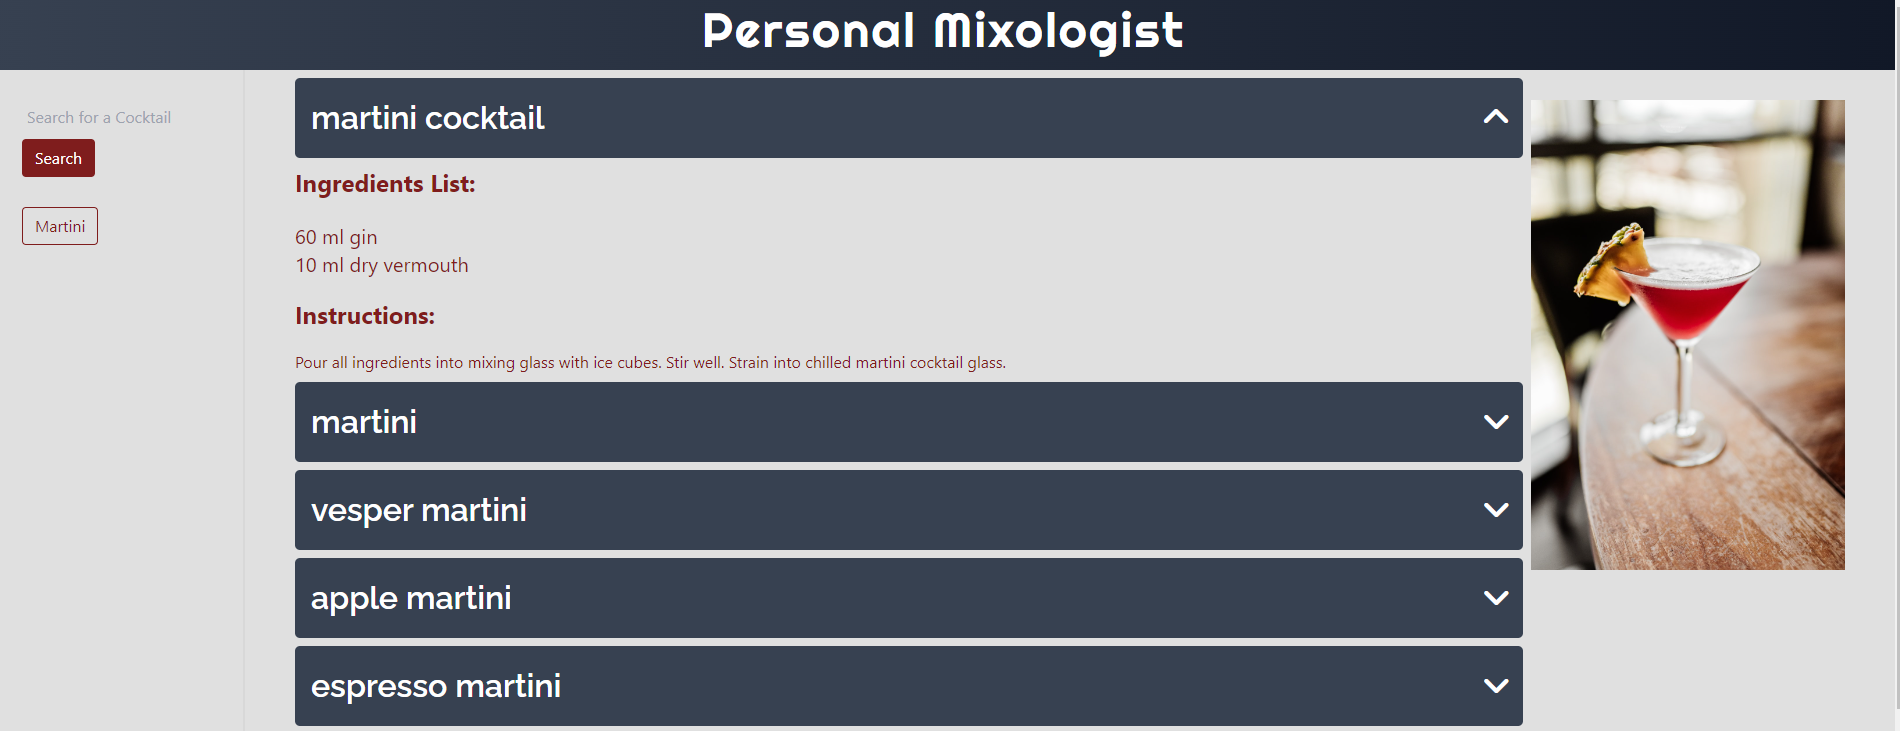 Personal Mixologist
Search for a Cocktail
Search
Martini
martini cocktail
Ingredients List:
60 ml gin
10 ml dry vermouth
Instructions:
Pour all ingredients into mixing glass with ice cubes. Stir well. Strain into chilled martini cocktail glass.
martini
vesper martini
apple martini
espresso martini